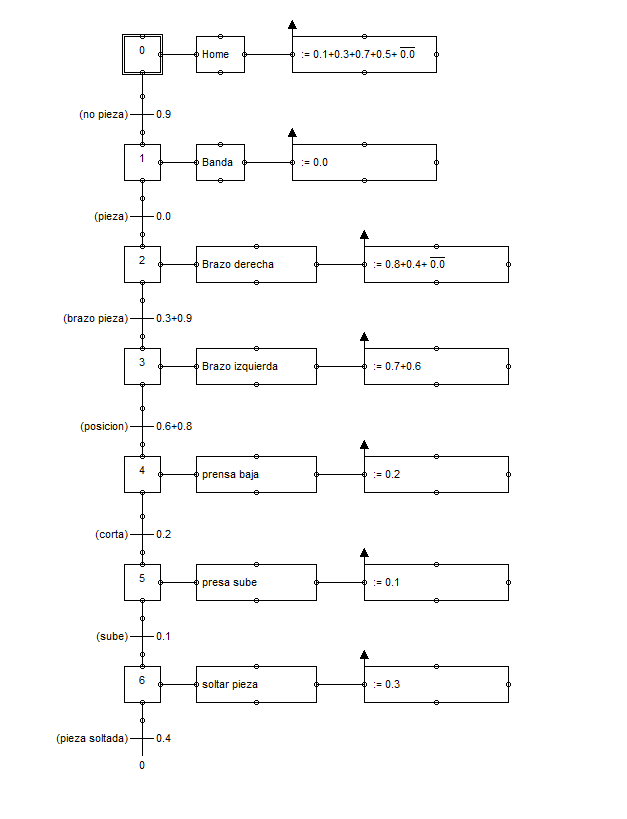 0 Home := 0.1+0.3+0.7+0.5+ 0.0
(no pieza) 0.9
1 Banda := 0.0
(pieza) 0.0
2 Brazo derecha := 0.8+0.4+ 0.0
(brazo pieza) 0.3+0.9
3 Brazo izquierda := 0.7+0.6
(posicion) 0.6+0.8
4 prensa baja := 0.2
(corta) 0.2
5 presa sube := 0.1
(sube) 0.1
6 soltar pieza := 0.3
(pieza soltada) 0.4
0